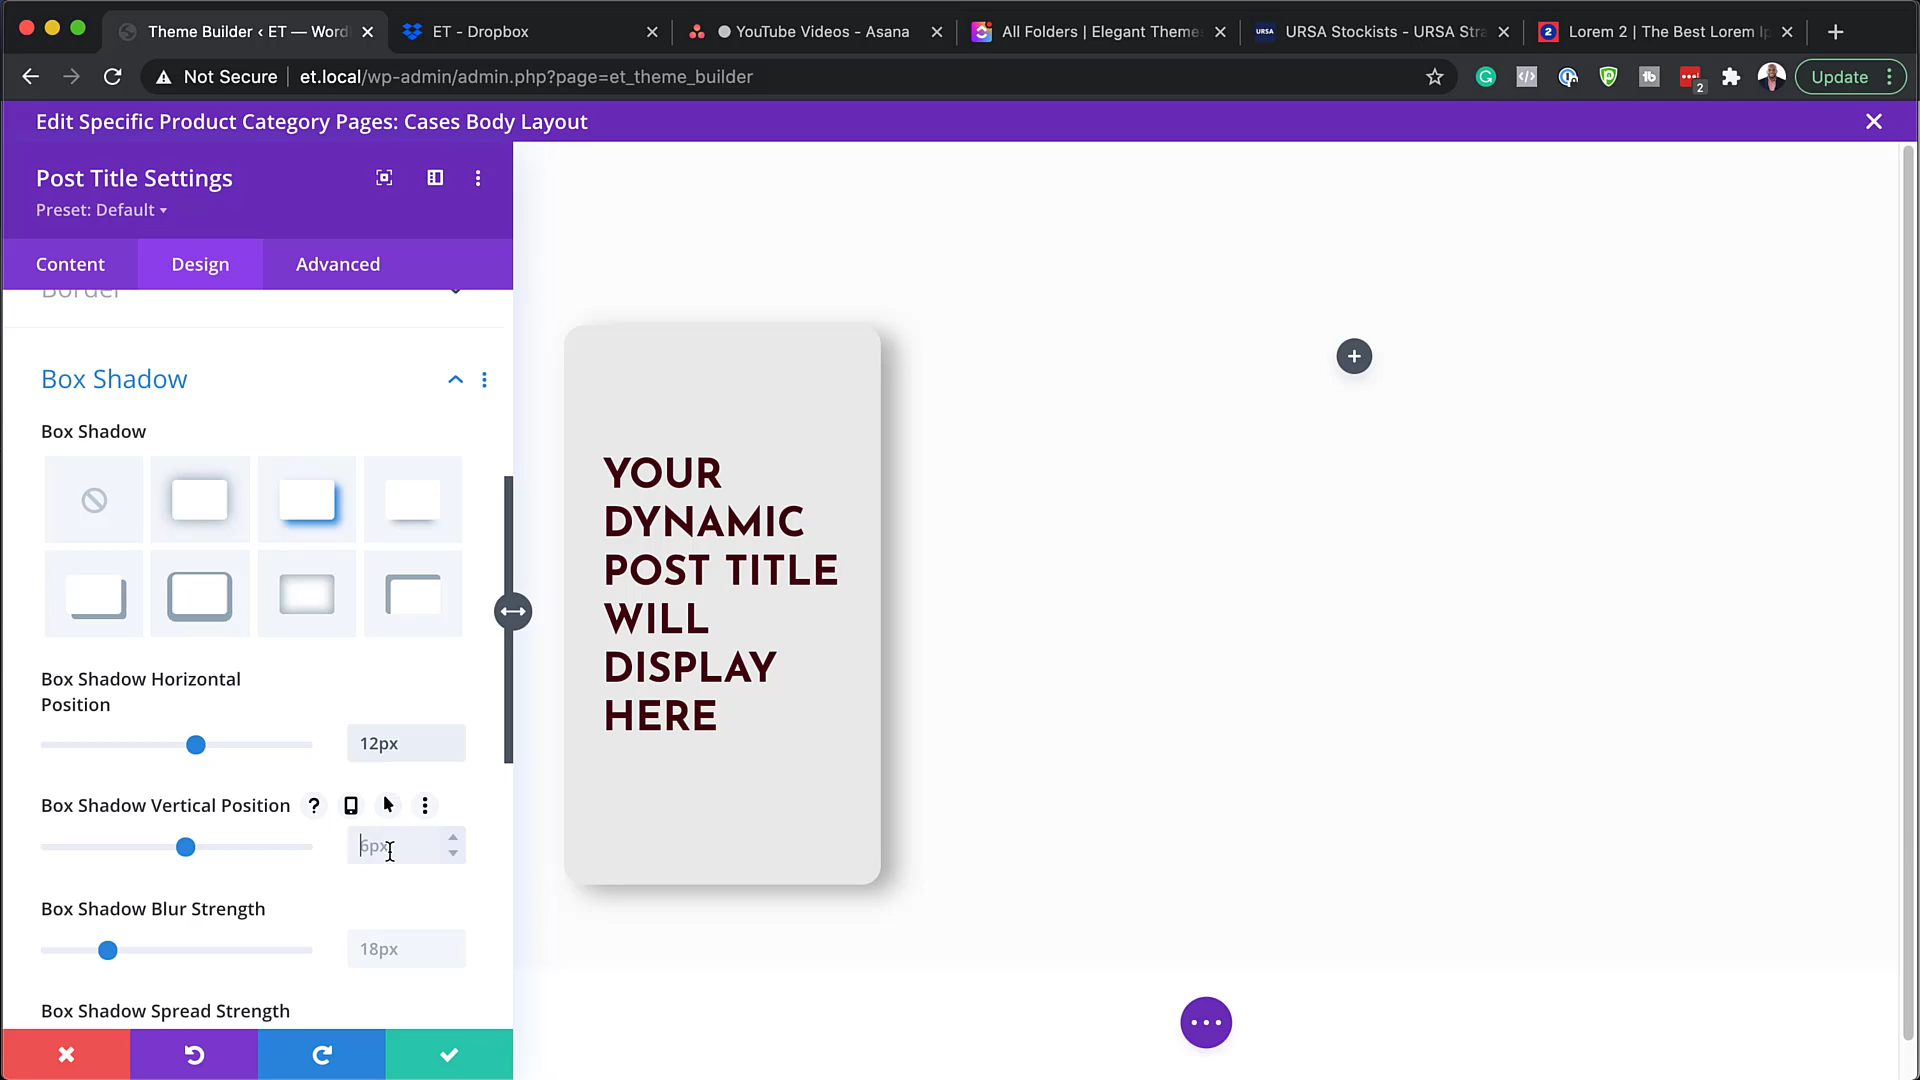 Theme Builder ‹ ET — Word
ET - Dropbox
YouTube Videos - Asana
All Folders | Elegant Theme
URSA Stockists - URSA Stra
Lorem 2 | The Best Lorem Ip
Not Secure
et.local/wp-admin/admin.php?page=et_theme_builder
2
Update
Edit Specific Product Category Pages: Cases Body Layout
Post Title Settings
Preset: Default
Content
Design
Advanced
Border
Box Shadow
Box Shadow
Box Shadow Horizontal
Position
12px
Box Shadow Vertical Position
6px
Box Shadow Blur Strength
18px
Box Shadow Spread Strength
YOUR
DYNAMIC
POST TITLE
WILL
DISPLAY
HERE